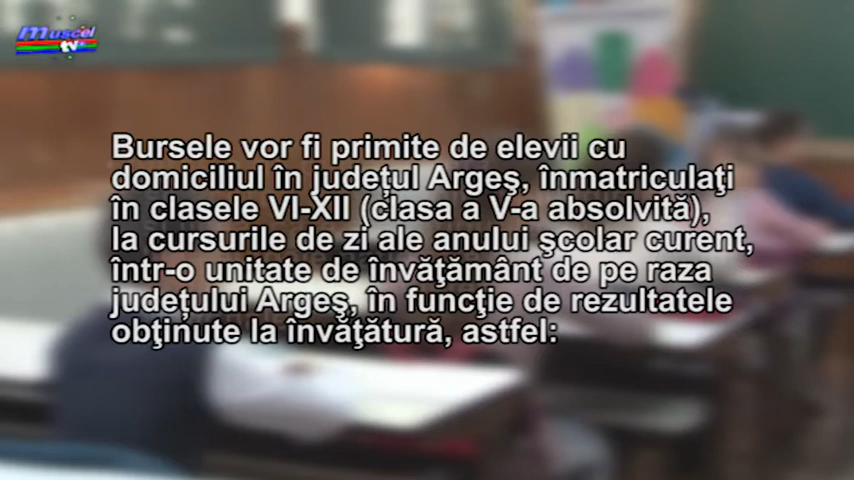 Muscel
tv
Bursele vor fi primite de elevii cu
domiciliul în județul Argeş, înmatriculaţi
în clasele VI-XII (clasa a V-a absolvită),
la cursurile de zi ale anului şcolar curent,
într-o unitate de învăţământ de pe raza
județului Argeş, în funcţie de rezultatele
obţinute la învăţătură, astfel: